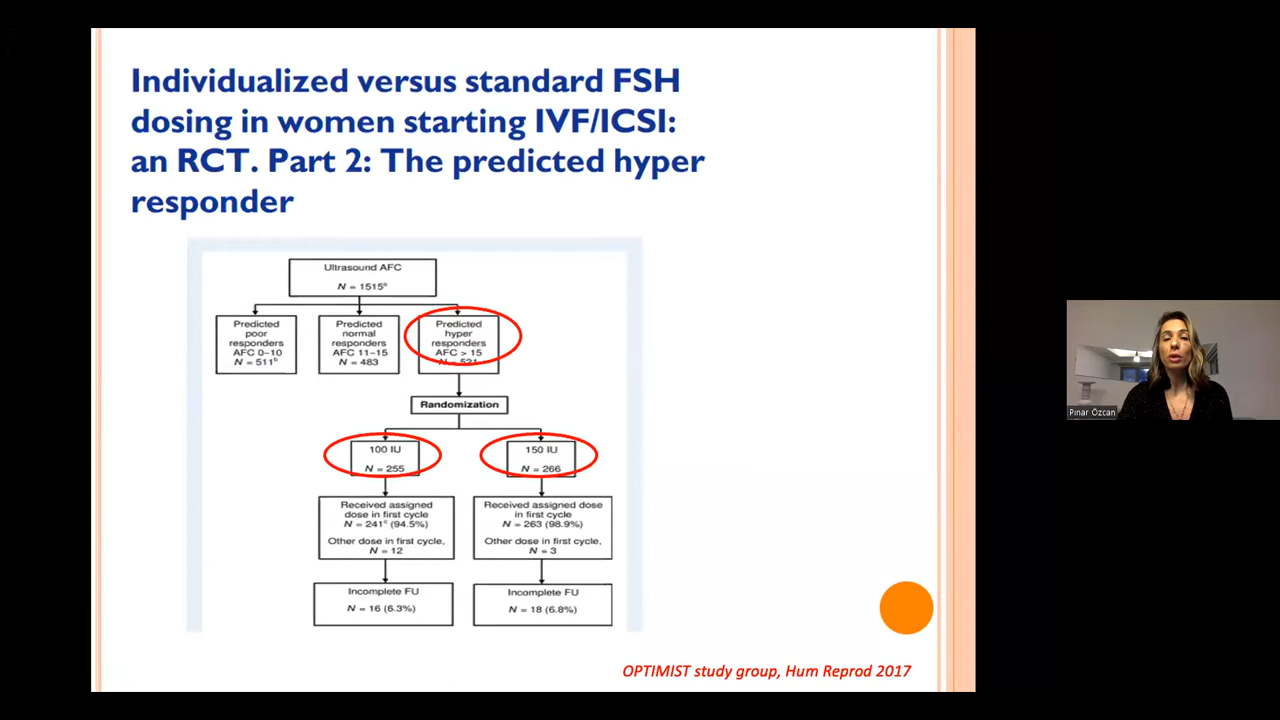 Individualized versus standard FSH
dosing in women starting IVF/ICSI:
an RCT. Part 2: The predicted hyper
responder
Ultrasound AFC
N = 1515ᵃ
Predicted
poor
responders
AFC 0–10
N = 511ᵇ
Predicted
normal
responders
AFC 11–15
N = 483
Predicted
hyper
responders
AFC > 15
N = 521
Randomization
100 IU
N = 255
150 IU
N = 266
Received assigned
dose in first cycle
N = 241ᶜ (94.5%)
Other dose in first cycle,
N = 12
Received assigned dose
in first cycle
N = 263 (98.9%)
Other dose in first cycle,
N = 3
Incomplete FU
N = 16 (6.3%)
Incomplete FU
N = 18 (6.8%)
OPTIMIST study group, Hum Reprod 2017
Pınar Özcan